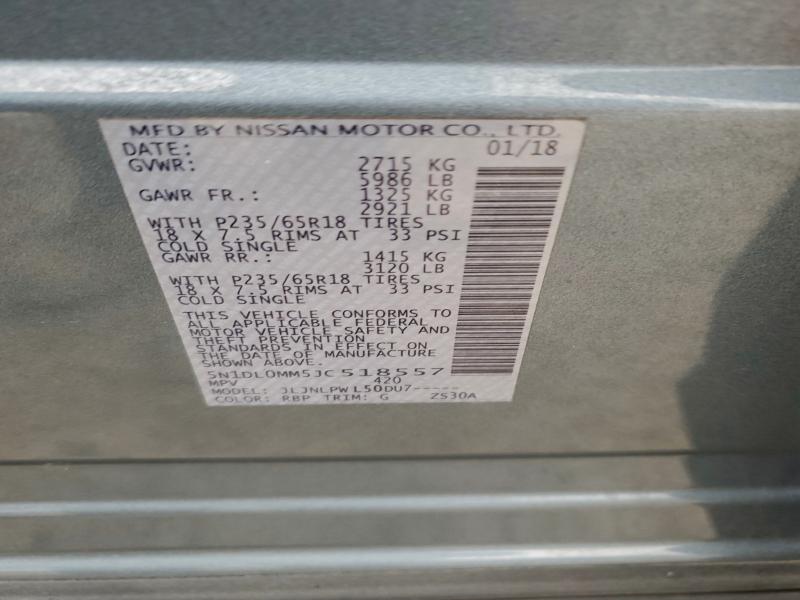 MFD BY NISSAN MOTOR CO., LTD.
DATE: 01/18
GVWR: 2715 KG
5986 LB
GAWR FR.: 1325 KG
2921 LB
WITH P235/65R18 TIRES
18 X 7.5 RIMS AT 33 PSI
COLD SINGLE
GAWR RR.: 1415 KG
3120 LB
WITH P235/65R18 TIRES
18 X 7.5 RIMS AT 33 PSI
COLD SINGLE
THIS VEHICLE CONFORMS TO
ALL APPLICABLE FEDERAL
MOTOR VEHICLE SAFETY AND
THEFT PREVENTION
STANDARDS IN EFFECT ON
THE DATE OF MANUFACTURE
SHOWN ABOVE.
5N1DL0MM5JC518557
MPV 420
MODEL: JLJNLPW L50DU7-----
COLOR: RBP TRIM: G ZS30A